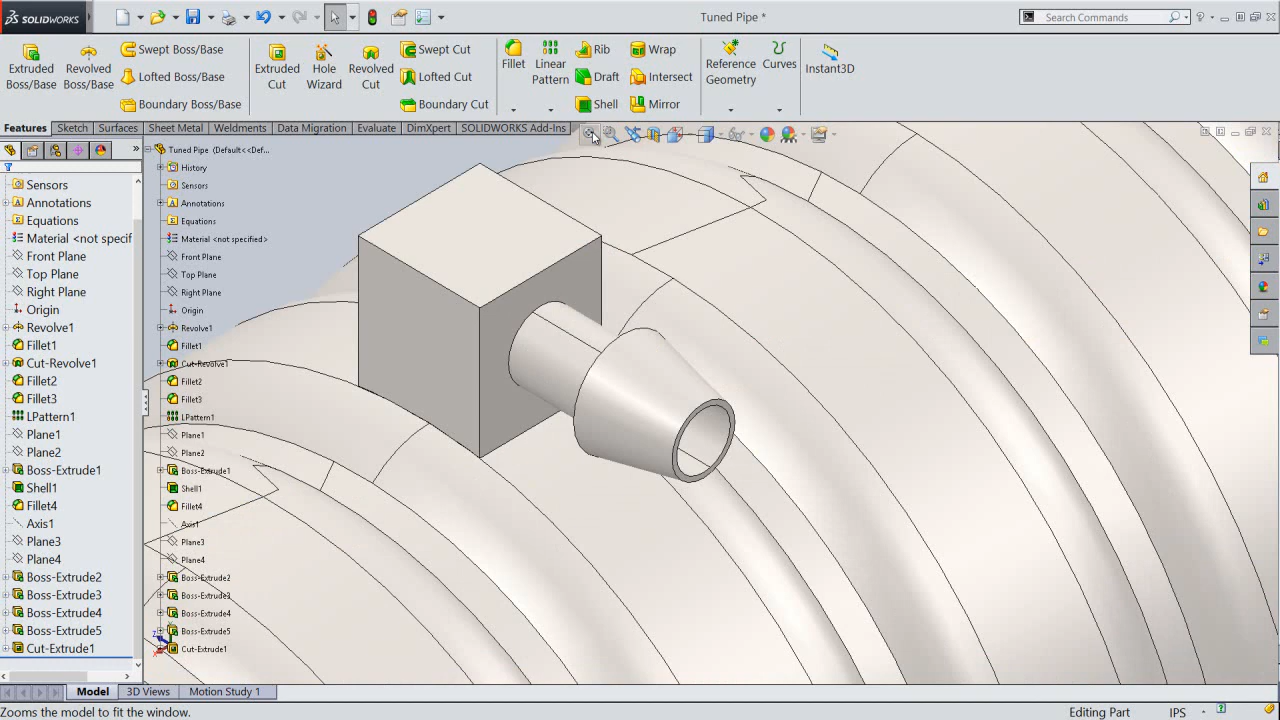 SOLIDWORKS
Tuned Pipe *
Search Commands
Extruded Boss/Base
Revolved Boss/Base
Swept Boss/Base
Lofted Boss/Base
Boundary Boss/Base
Extruded Cut
Hole Wizard
Revolved Cut
Swept Cut
Lofted Cut
Boundary Cut
Fillet
Linear Pattern
Rib
Draft
Shell
Wrap
Intersect
Mirror
Reference Geometry
Curves
Instant3D
Features
Sketch
Surfaces
Sheet Metal
Weldments
Data Migration
Evaluate
DimXpert
SOLIDWORKS Add-Ins
Sensors
Annotations
Equations
Material <not specif
Front Plane
Top Plane
Right Plane
Origin
Revolve1
Fillet1
Cut-Revolve1
Fillet2
Fillet3
LPattern1
Plane1
Plane2
Boss-Extrude1
Shell1
Fillet4
Axis1
Plane3
Plane4
Boss-Extrude2
Boss-Extrude3
Boss-Extrude4
Boss-Extrude5
Cut-Extrude1
Tuned Pipe (Default<<Def...
History
Sensors
Annotations
Equations
Material <not specified>
Front Plane
Top Plane
Right Plane
Origin
Revolve1
Fillet1
Cut-Revolve1
Fillet2
Fillet3
LPattern1
Plane1
Plane2
Boss-Extrude1
Shell1
Fillet4
Axis1
Plane3
Plane4
Boss-Extrude2
Boss-Extrude3
Boss-Extrude4
Boss-Extrude5
Cut-Extrude1
Model
3D Views
Motion Study 1
Zooms the model to fit the window.
Editing Part
IPS